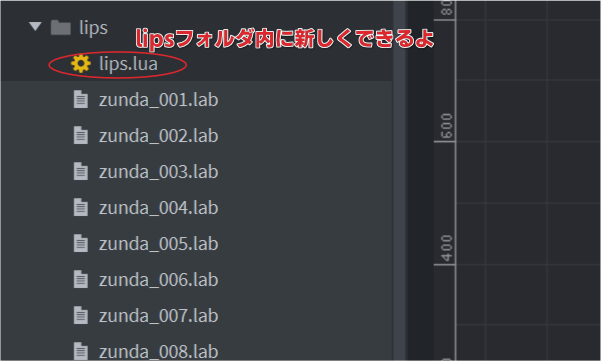 lips
lipsフォルダ内に新しくできるよ
lips.lua
zunda_001.lab
zunda_002.lab
zunda_003.lab
zunda_004.lab
zunda_005.lab
zunda_006.lab
zunda_007.lab
zunda_008.lab
600
400